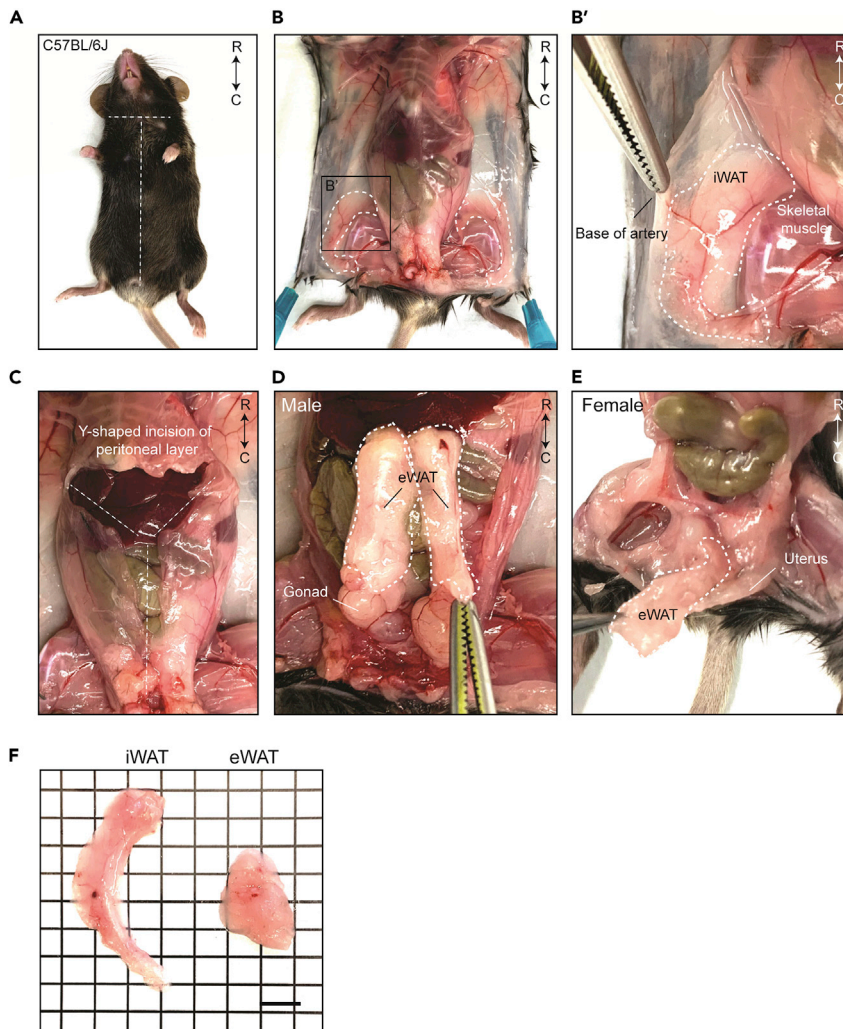 A
C57BL/6J
R
C
B
R
C
B'
B'
R
C
iWAT
Base of artery
Skeletal
muscle
C
R
C
Y-shaped incision of
peritoneal layer
D
Male
R
C
eWAT
Gonad
E
Female
R
C
Uterus
eWAT
F
iWAT
eWAT